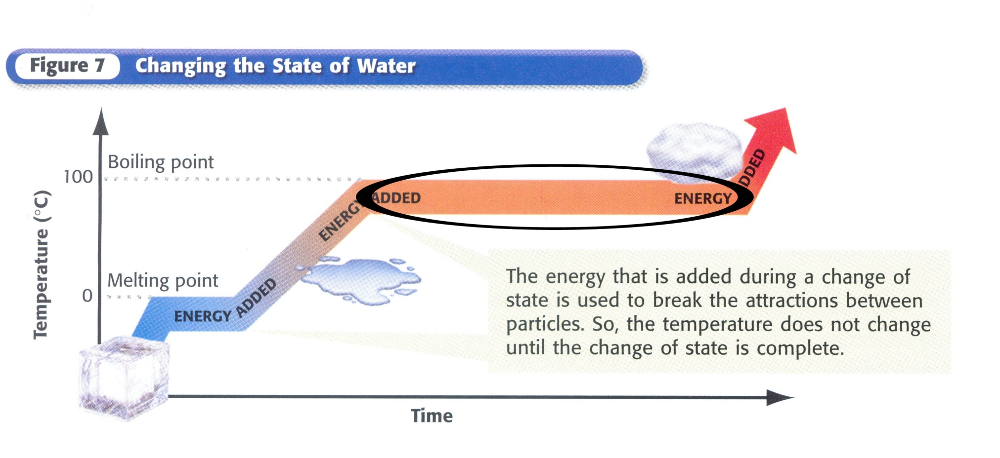 Figure 7 Changing the State of Water
Boiling point
100
ADDED
ENERGY
ADDED
ENERGY
Temperature (°C)
Melting point
0
ENERGY ADDED
The energy that is added during a change of
state is used to break the attractions between
particles. So, the temperature does not change
until the change of state is complete.
Time